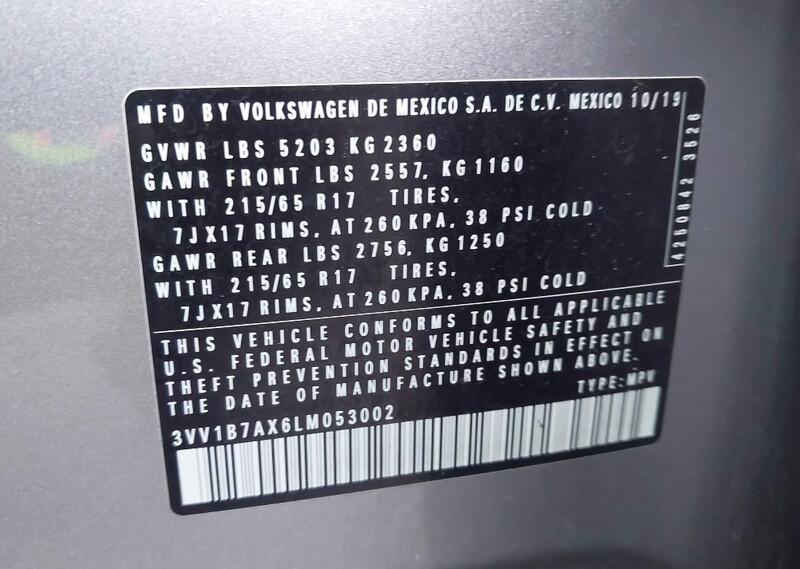 MFD BY VOLKSWAGEN DE MEXICO S.A. DE C.V. MEXICO 10/19
GVWR LBS 5203 KG 2360
GAWR FRONT LBS 2557, KG 1160
WITH 215/65 R17 TIRES,
7JX17 RIMS, AT 260 KPA, 38 PSI COLD
GAWR REAR LBS 2756, KG 1250
WITH 215/65 R17 TIRES,
7JX17 RIMS, AT 260 KPA, 38 PSI COLD
4250842 3526
THIS VEHICLE CONFORMS TO ALL APPLICABLE
U.S. FEDERAL MOTOR VEHICLE SAFETY AND
THEFT PREVENTION STANDARDS IN EFFECT ON
THE DATE OF MANUFACTURE SHOWN ABOVE.
TYPE: MPV
3VV1B7AX6LM053002